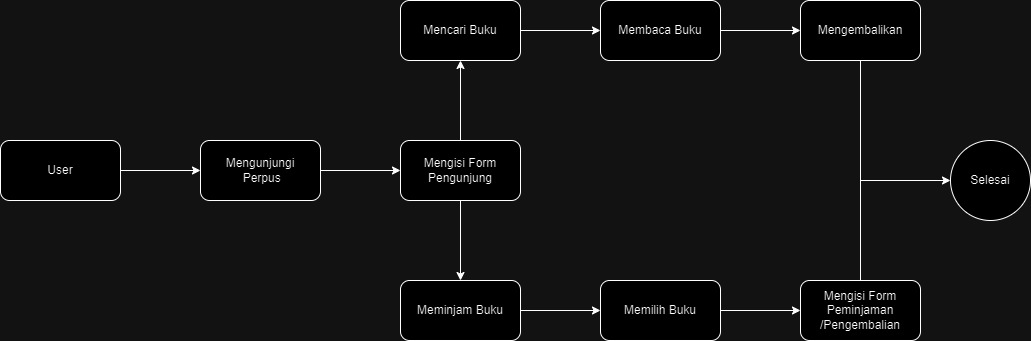 Mencari Buku
Membaca Buku
Mengembalikan
User
Mengunjungi
Perpus
Mengisi Form
Pengunjung
Selesai
Meminjam Buku
Memilih Buku
Mengisi Form
Peminjaman
/Pengembalian